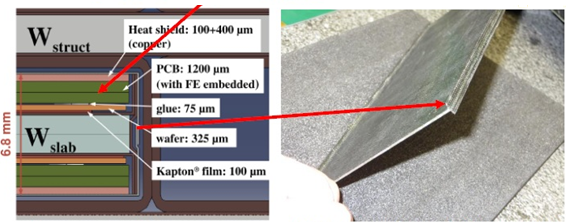 W struct
Heat shield: 100+400 µm
(copper)
PCB: 1200 µm
(with FE embedded)
glue: 75 µm
6.8 mm
W slab
wafer: 325 µm
Kapton® film: 100 µm